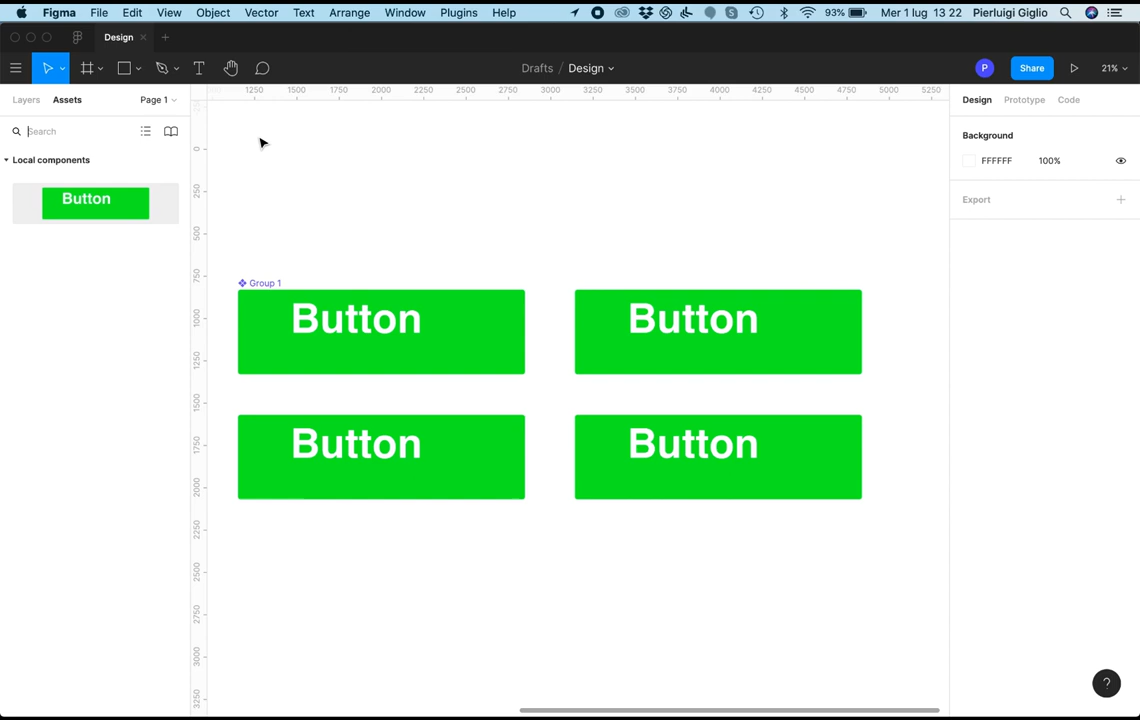 Figma File Edit View Object Vector Text Arrange Window Plugins Help 93% Mer 1 lug 13 22 Pierluigi Giglio
Design
Drafts / Design P Share 21%
Layers Assets Page 1
1250 1500 1750 2000 2250 2500 2750 3000 3250 3500 3750 4000 4250 4500 4750 5000 5250
Design Prototype Code
Search
Background
FFFFFF 100%
Local components
Export
Button
0
250
500
750
1000
1250
1500
1750
2000
2250
2500
2750
3000
3250
Group 1
Button Button
Button Button
?